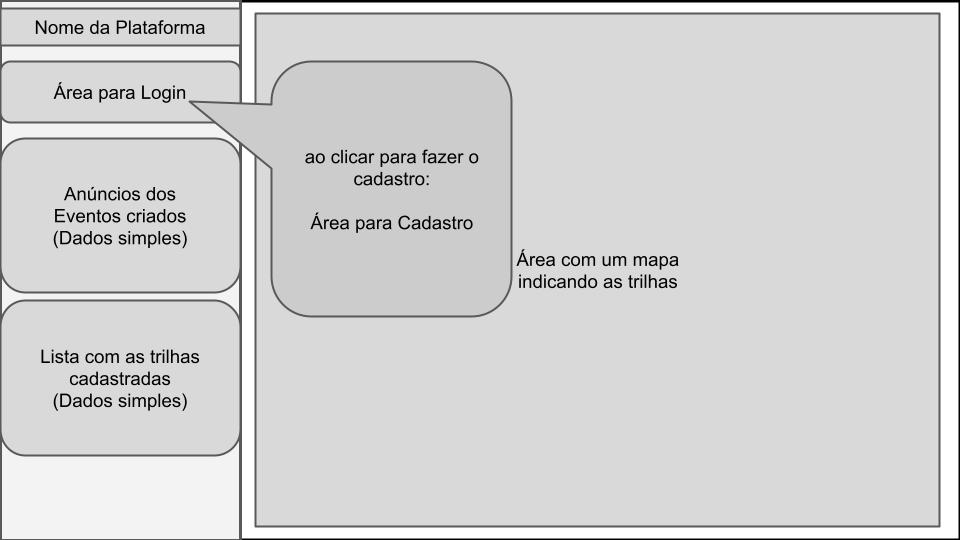 Nome da Plataforma
Área para Login
ao clicar para fazer o
cadastro:
Área para Cadastro
Anúncios dos
Eventos criados
(Dados simples)
Área com um mapa
indicando as trilhas
Lista com as trilhas
cadastradas
(Dados simples)